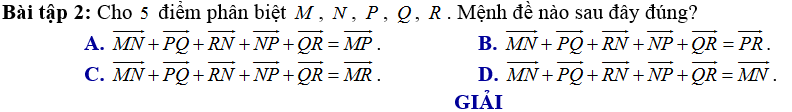 Bài tập 2: Cho 5 điểm phân biệt M , N , P , Q , R . Mệnh đề nào sau đây đúng?
A. $\overrightarrow{MN}+\overrightarrow{PQ}+\overrightarrow{RN}+\overrightarrow{NP}+\overrightarrow{QR}=\overrightarrow{MP}$ . B. $\overrightarrow{MN}+\overrightarrow{PQ}+\overrightarrow{RN}+\overrightarrow{NP}+\overrightarrow{QR}=\overrightarrow{PR}$ .
C. $\overrightarrow{MN}+\overrightarrow{PQ}+\overrightarrow{RN}+\overrightarrow{NP}+\overrightarrow{QR}=\overrightarrow{MR}$ . D. $\overrightarrow{MN}+\overrightarrow{PQ}+\overrightarrow{RN}+\overrightarrow{NP}+\overrightarrow{QR}=\overrightarrow{MN}$ .
GIẢI